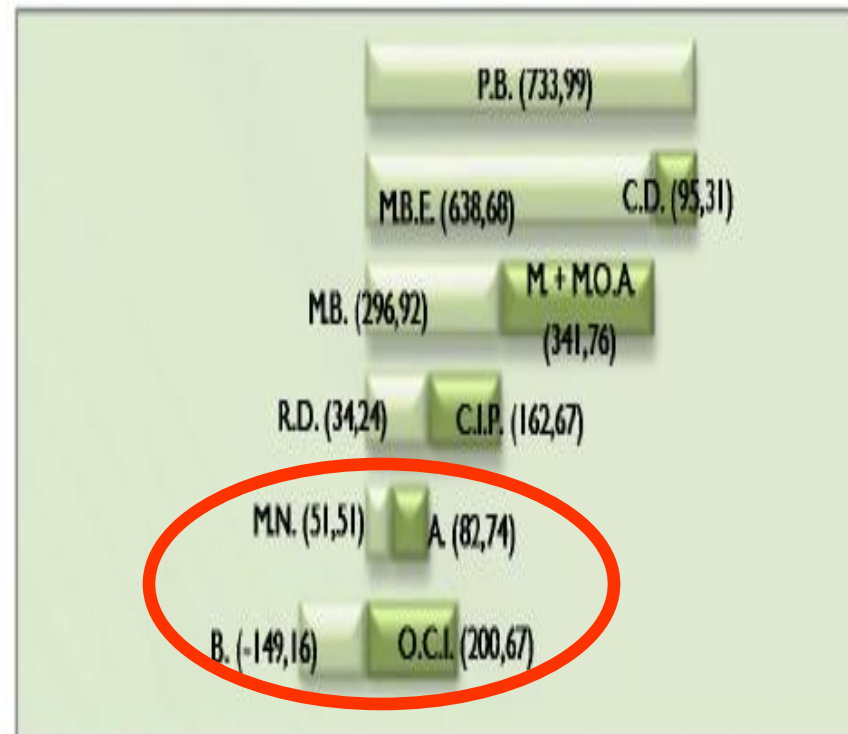 P.B. (733,99)
M.B.E. (638,68) C.D. (95,31)
M.B. (296,92) M. + M.O.A.
(341,76)
R.D. (34,24) C.I.P. (162,67)
M.N. (51,51) A. (82,74)
B. (-149,16) O.C.I. (200,67)